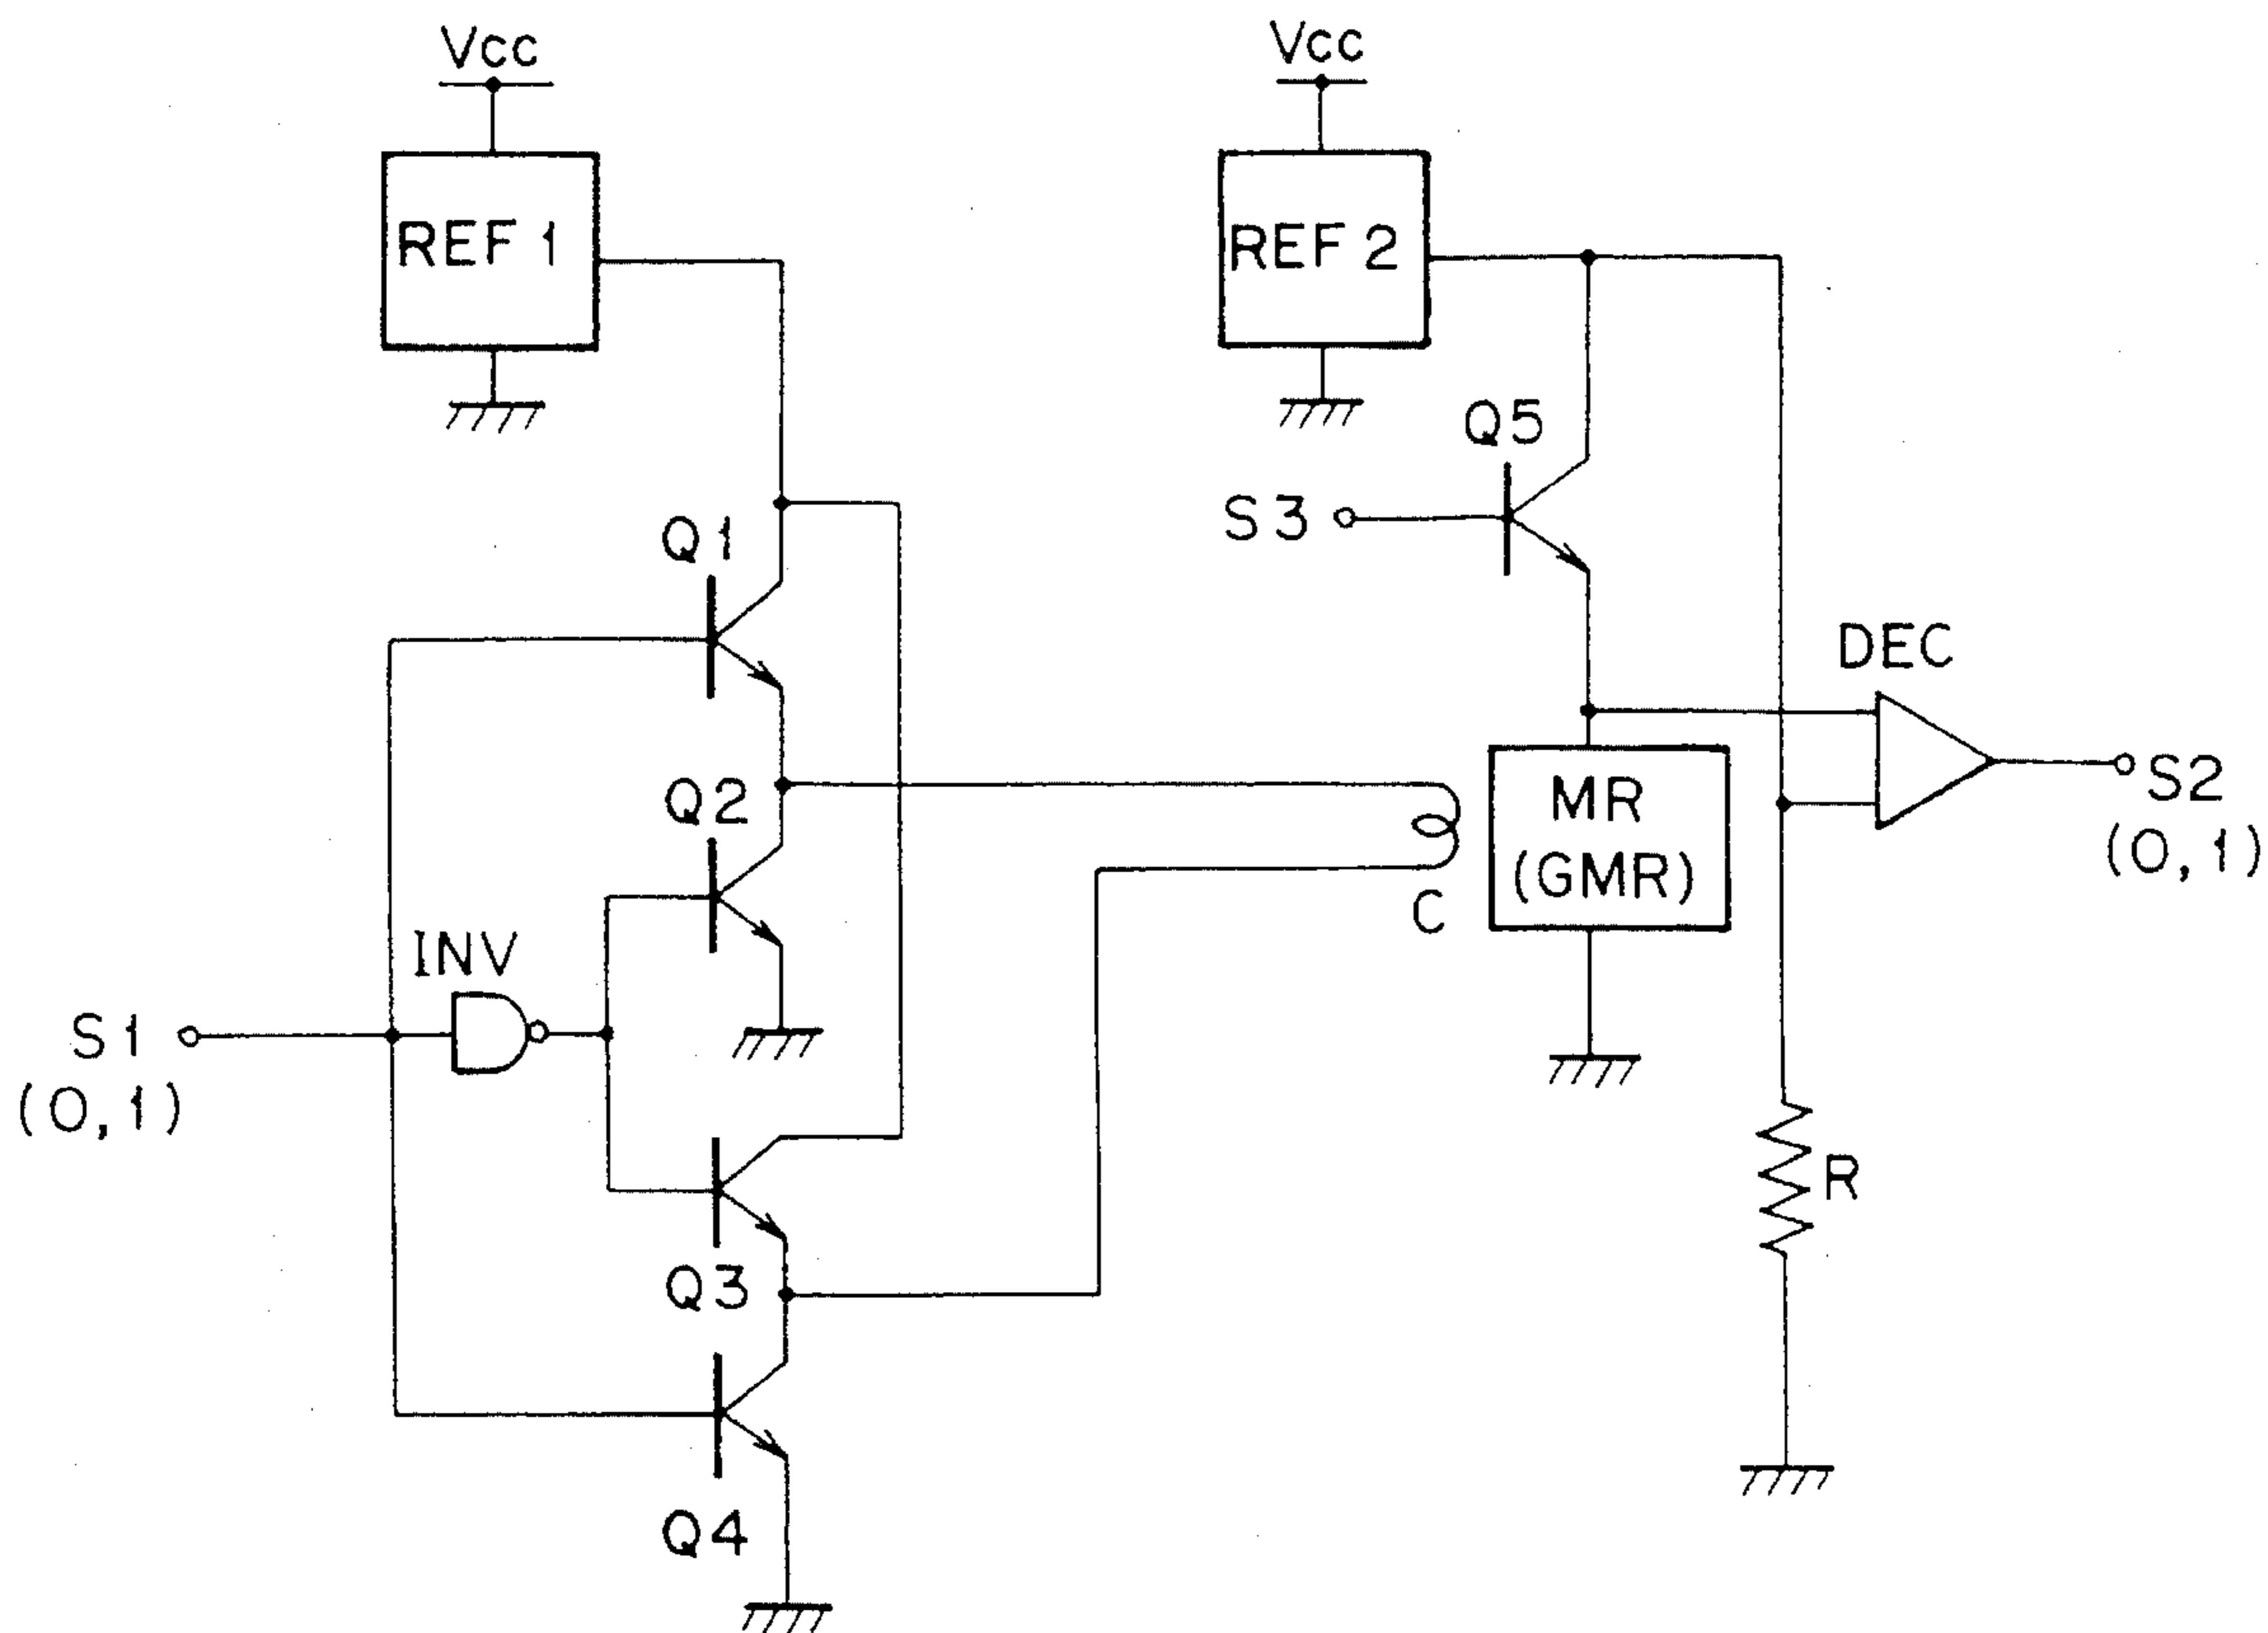 Vcc
Vcc
REF 1
REF 2
Q5
S3
Q1
DEC
Q2
MR
(GMR)
S2
(0,1)
C
INV
S1
(0,1)
R
Q3
Q4